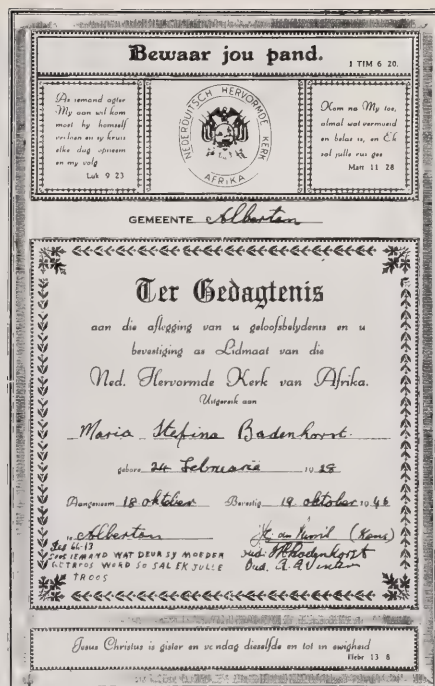 Bewaar jou pand.
1 TIM 6 20.
As iemand agter
My aan wil kom
moet hy homself
verloën en sy kruis
elke dag opneem
en my volg
Luk 9 23
NEDERDUITSCH HERVORMDE KERK
AFRIKA
Kom na My toe,
almal wat vermoeid
en belas is, en Ek
sal julle rus gee
Matt 11 28
GEMEENTE Alberton
Ter Gedagtenis
aan die aflegging van u geloofsbelydenis en u
bevestiging as Lidmaat van die
Ned. Hervormde Kerk van Afrika.
Uitgereik aan
Maria Stefina Badenhorst.
gebore 24 Februarie 1928
Aangeneem 18 oktober Bevestig 19 oktober 1946
te Alberton (Kons)
Jes 66-13
SOOS IEMAND WAT DEUR SY MOEDER
GETROOS WORD SO SAL EK JULLE
TROOS
Oud. Badenhorst
Oud.
Jesus Christus is gister en vandag dieselfde en tot in ewigheid
Hebr 13 8